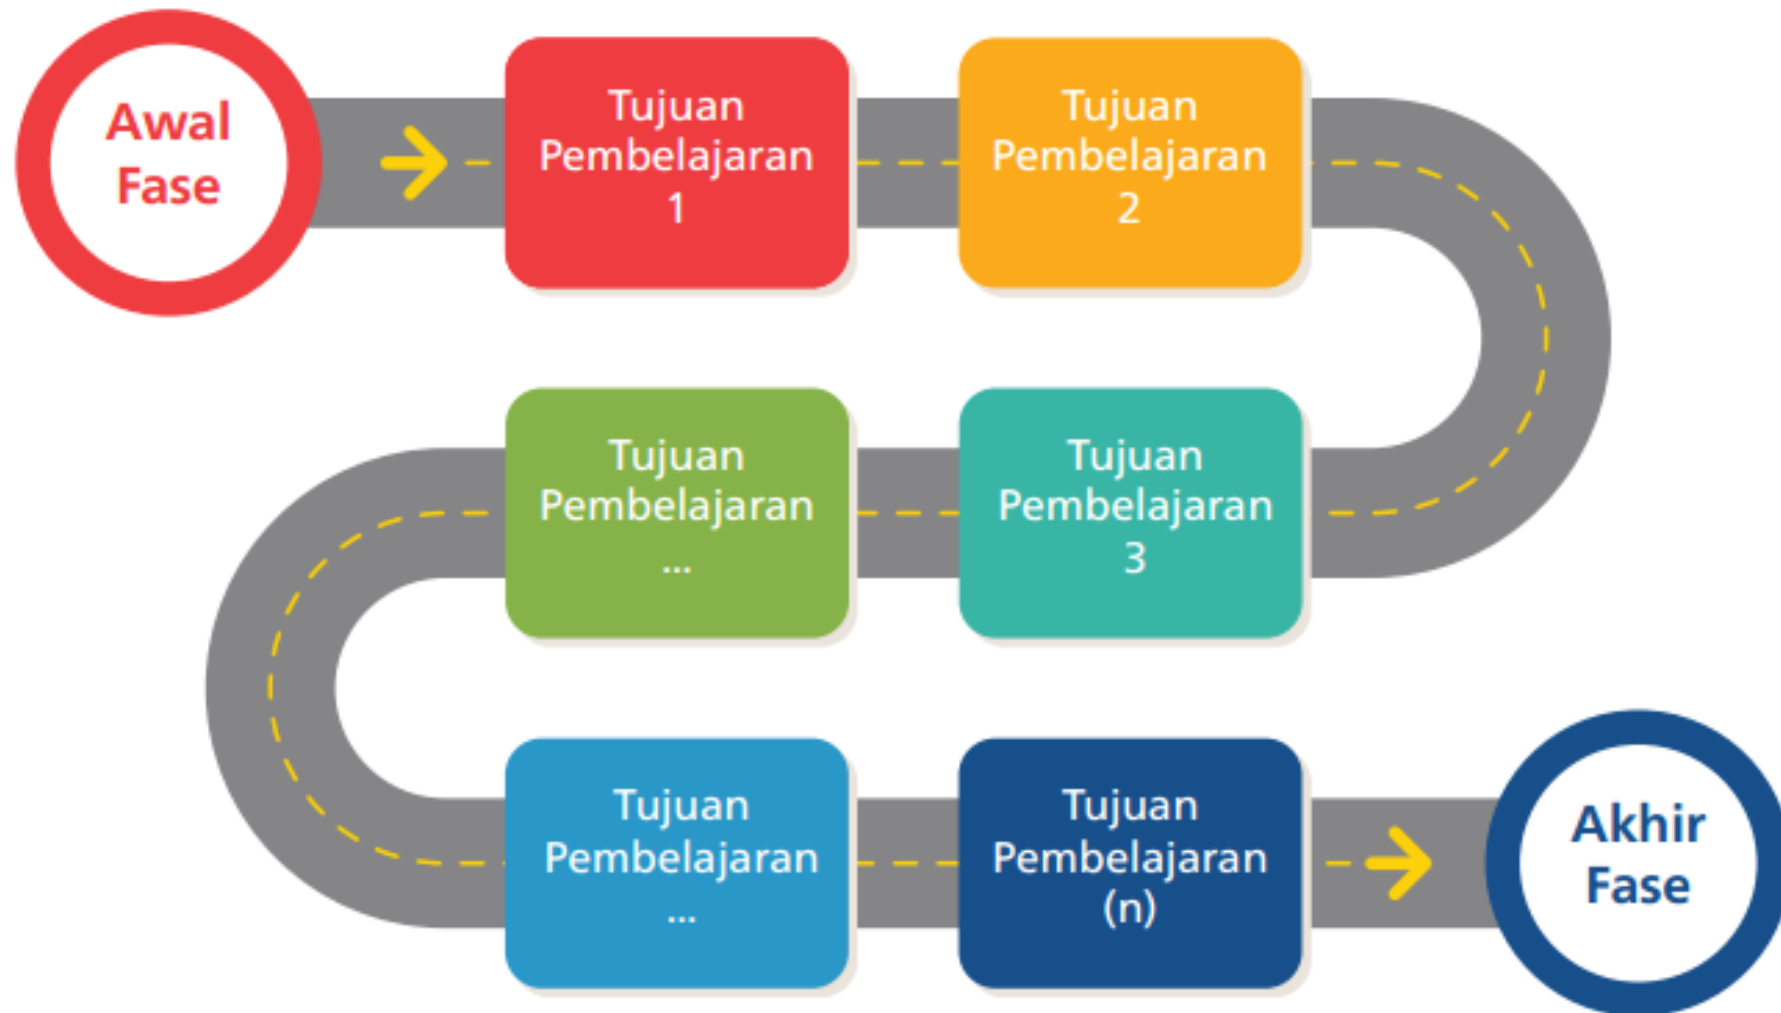 Awal
Fase
Tujuan
Pembelajaran
1
Tujuan
Pembelajaran
2
Tujuan
Pembelajaran
3
Tujuan
Pembelajaran
...
Tujuan
Pembelajaran
...
Tujuan
Pembelajaran
(n)
Akhir
Fase